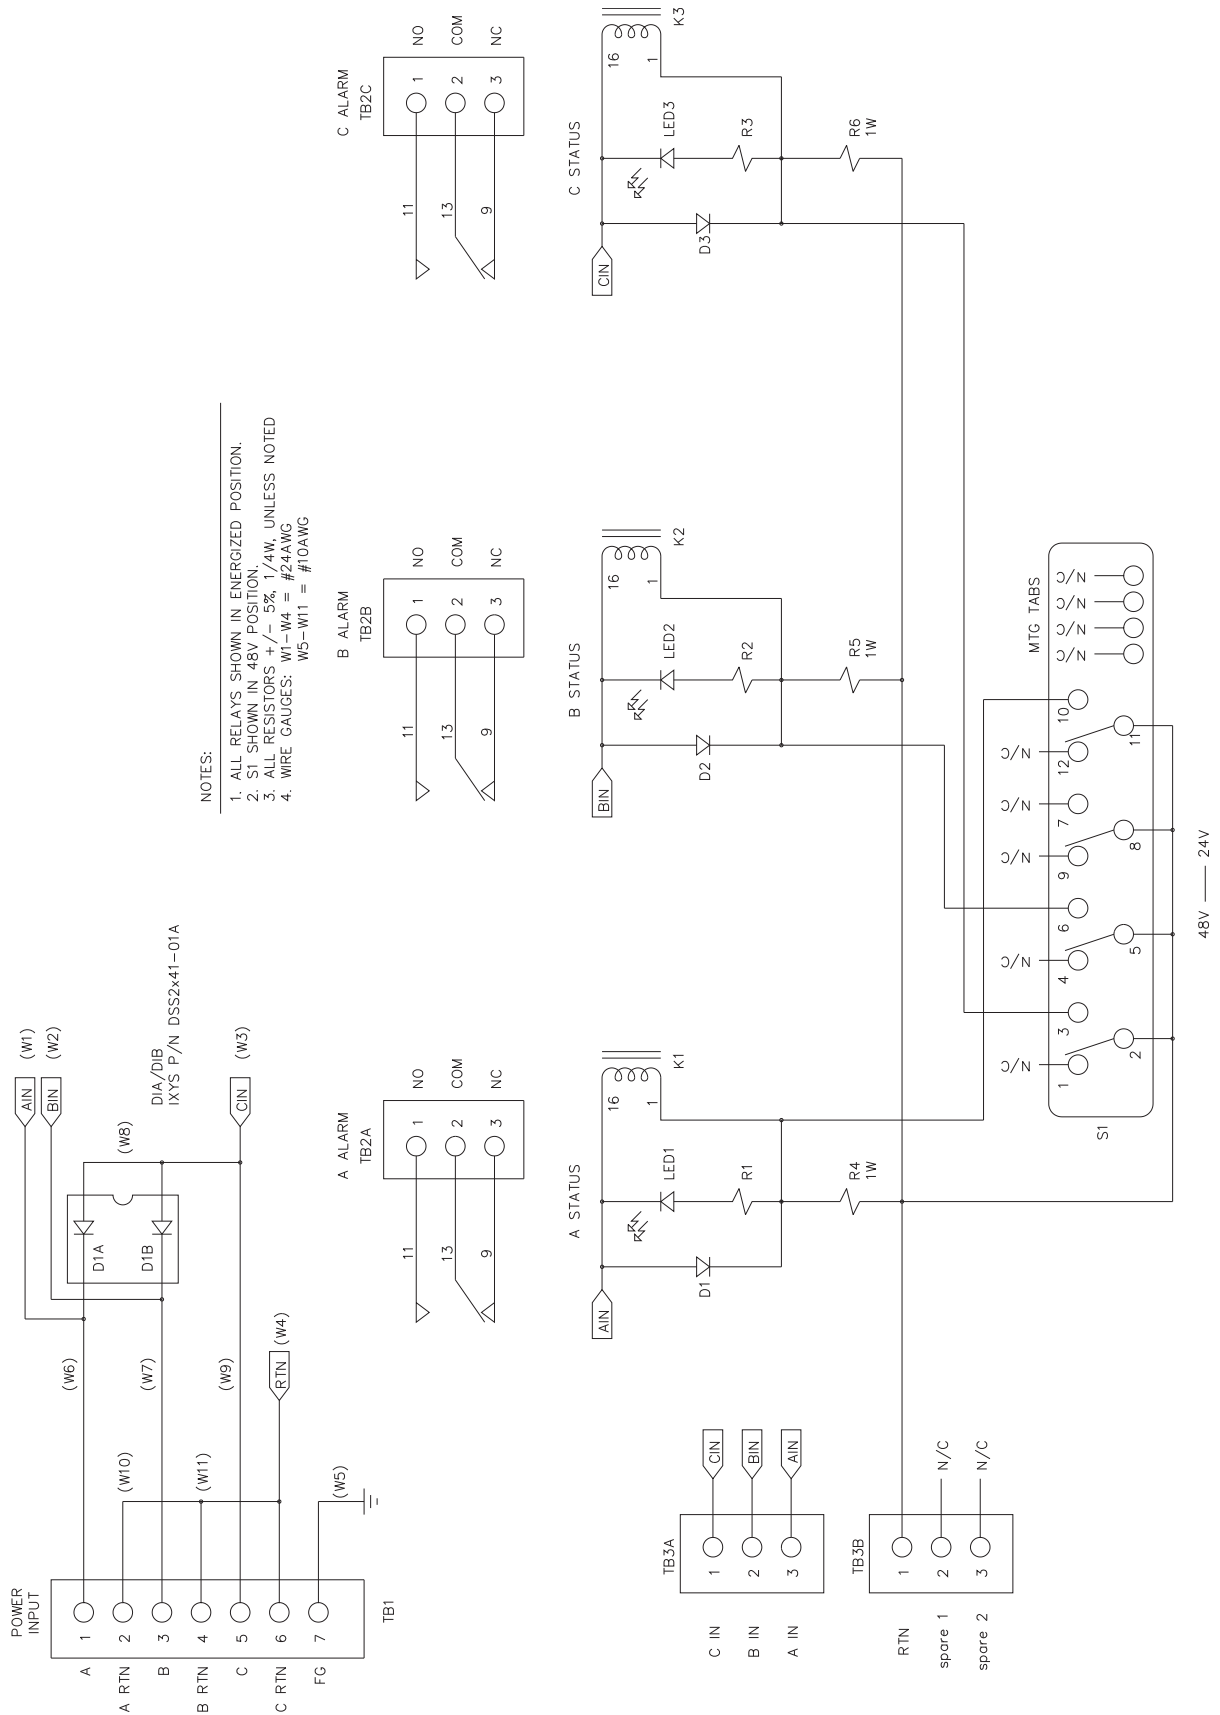 POWER
INPUT
TB1
A
1
A RTN
2
B
3
B RTN
4
C
5
C RTN
6
FG
7
(W6)
(W10)
(W7)
(W11)
(W9)
(W5)
RTN
(W4)
D1A
D1B
(W8)
AIN
(W1)
BIN
(W2)
CIN
(W3)
DIA/DIB
IXYS P/N DSS2x41-01A
NOTES:
1. ALL RELAYS SHOWN IN ENERGIZED POSITION.
2. S1 SHOWN IN 48V POSITION.
3. ALL RESISTORS +/- 5%, 1/4W, UNLESS NOTED
4. WIRE GAUGES: W1-W4 = #24AWG
W5-W11 = #10AWG
A ALARM
TB2A
11
1
NO
13
2
COM
9
3
NC
B ALARM
TB2B
11
1
NO
13
2
COM
9
3
NC
C ALARM
TB2C
11
1
NO
13
2
COM
9
3
NC
A STATUS
AIN
D1
LED1
R1
R4
1W
16
1
K1
B STATUS
BIN
D2
LED2
R2
R5
1W
16
1
K2
C STATUS
CIN
D3
LED3
R3
R6
1W
16
1
K3
TB3A
C IN
1
CIN
B IN
2
BIN
A IN
3
AIN
TB3B
RTN
1
spare 1
2
N/C
spare 2
3
N/C
S1
N/C
1
2
3
N/C
4
5
6
N/C
9
8
7
N/C
12
11
10
MTG TABS
N/C
N/C
N/C
N/C
48V —— 24V